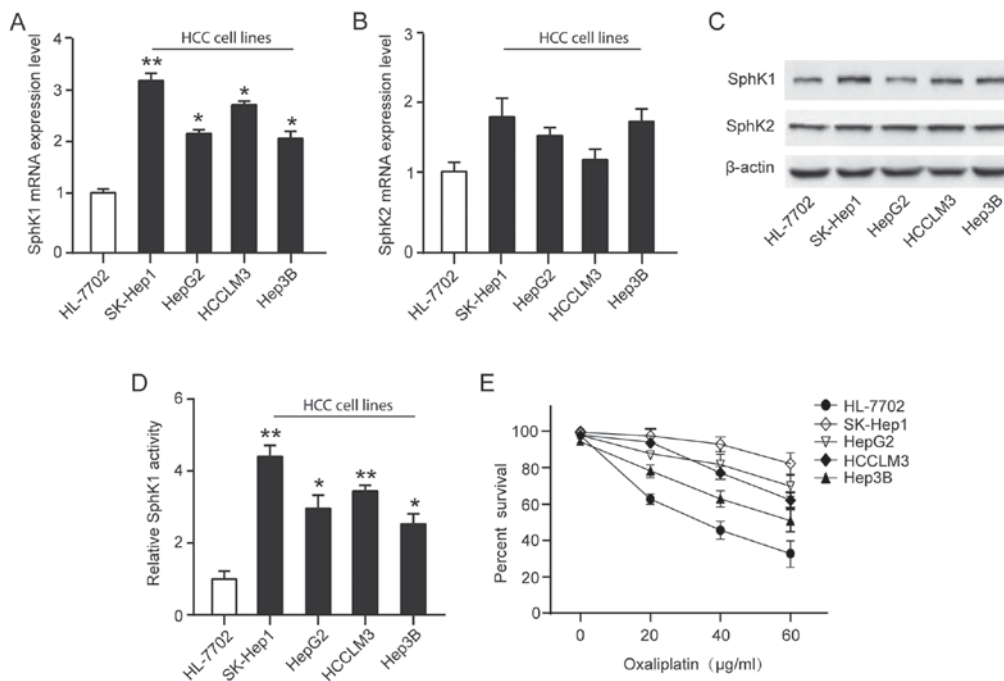 A
HCC cell lines
SphK1 mRNA expression level
4
3
2
1
0
**
*
*
*
HL-7702
SK-Hep1
HepG2
HCCLM3
Hep3B
B
HCC cell lines
SphK2 mRNA expression level
3
2
1
0
HL-7702
SK-Hep1
HepG2
HCCLM3
Hep3B
C
SphK1
SphK2
β-actin
HL-7702
SK-Hep1
HepG2
HCCLM3
Hep3B
D
HCC cell lines
Relative SphK1 activity
6
4
2
0
**
*
**
*
HL-7702
SK-Hep1
HepG2
HCCLM3
Hep3B
E
Percent survival
100
80
60
40
20
0
0
20
40
60
Oxaliplatin (μg/ml)
HL-7702
SK-Hep1
HepG2
HCCLM3
Hep3B